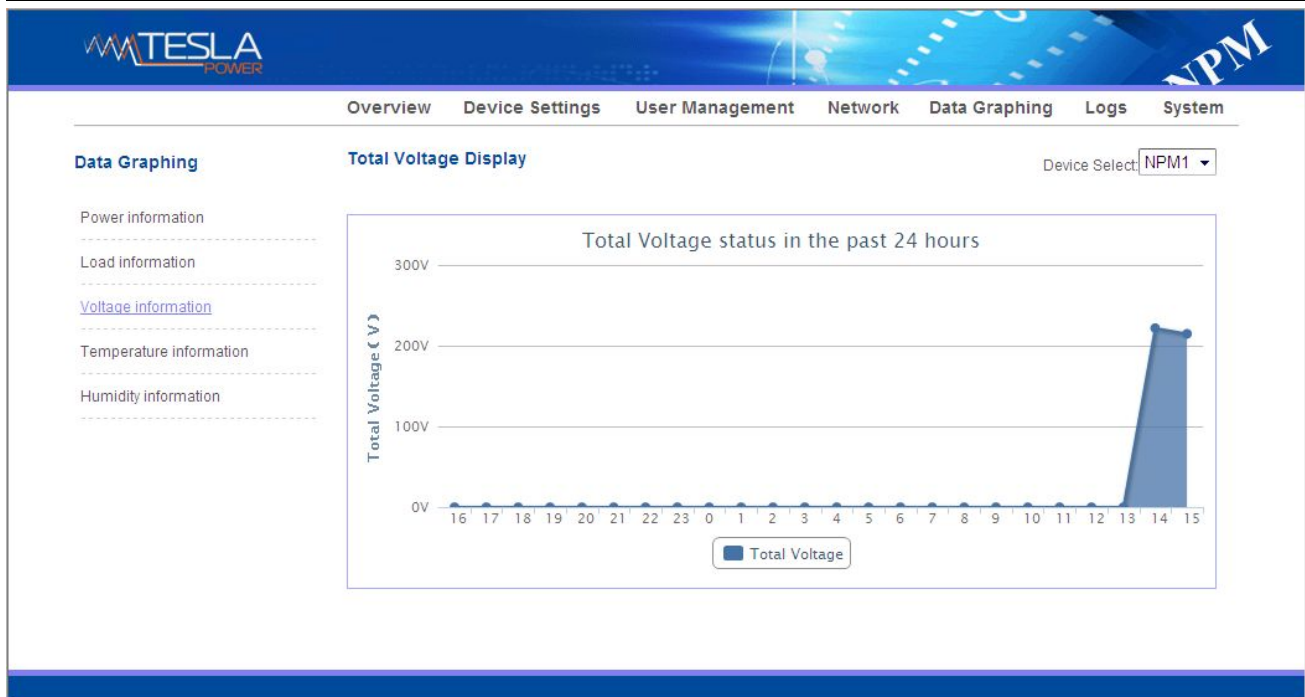 TESLA
POWER
NPM
Overview Device Settings User Management Network Data Graphing Logs System
Data Graphing
Total Voltage Display
Device Select: NPM1
Power information
Load information
Voltage information
Temperature information
Humidity information
Total Voltage status in the past 24 hours
Total Voltage ( V )
300V
200V
100V
0V
16 17 18 19 20 21 22 23 0 1 2 3 4 5 6 7 8 9 10 11 12 13 14 15
Total Voltage